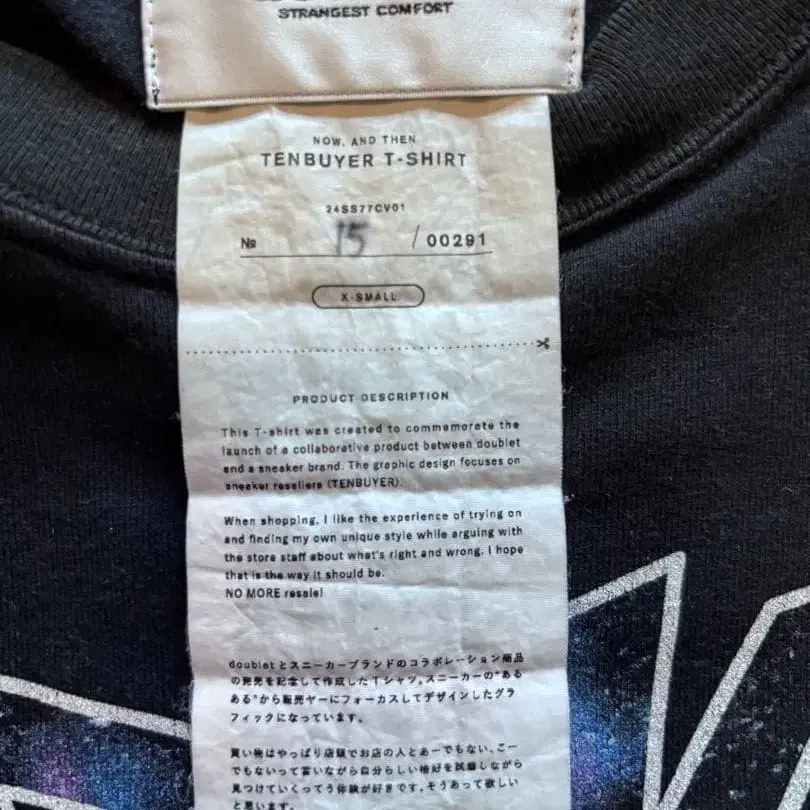 STRANGEST COMFORT
NOW, AND THEN
TENBUYER T-SHIRT
24SS77CV01
№ 15 / 00291
X-SMALL
PRODUCT DESCRIPTION
This T-shirt was created to commemorate the
launch of a collaborative product between doublet
and a sneaker brand. The graphic design focuses on
sneaker resellers (TENBUYER).
When shopping, I like the experience of trying on
and finding my own unique style while arguing with
the store staff about what's right and wrong. I hope
that is the way it should be.
NO MORE resale!
doubletとスニーカーブランドのコラボレーション商品
の発売を記念して作成したTシャツ。スニーカーの"ある
ある"から転売ヤーにフォーカスしてデザインしたグラ
フィックになっています。
買い物はやっぱり店頭でお店の人とあーでもない、こー
でもないって言いながら自分らしい格好を試着しながら
見つけていくってう体験が好きです。そうあって欲しい
と思います。